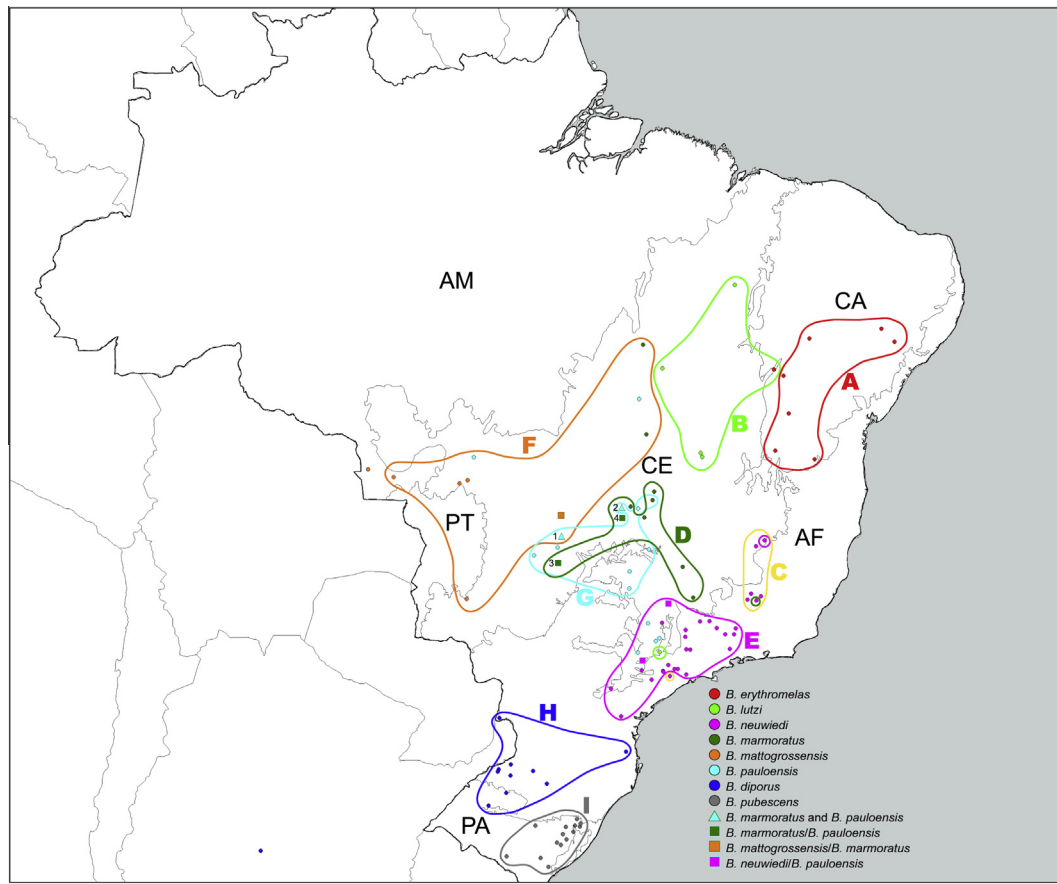 AM
CA
A
B
F
CE
PT
2
4
1
D
AF
3
C
G
E
H
B. erythromelas
B. lutzi
B. neuwiedi
B. marmoratus
B. mattogrossensis
B. pauloensis
B. diporus
I
B. pubescens
PA
B. marmoratus and B. pauloensis
B. marmoratus/B. pauloensis
B. mattogrossensis/B. marmoratus
B. neuwiedi/B. pauloensis